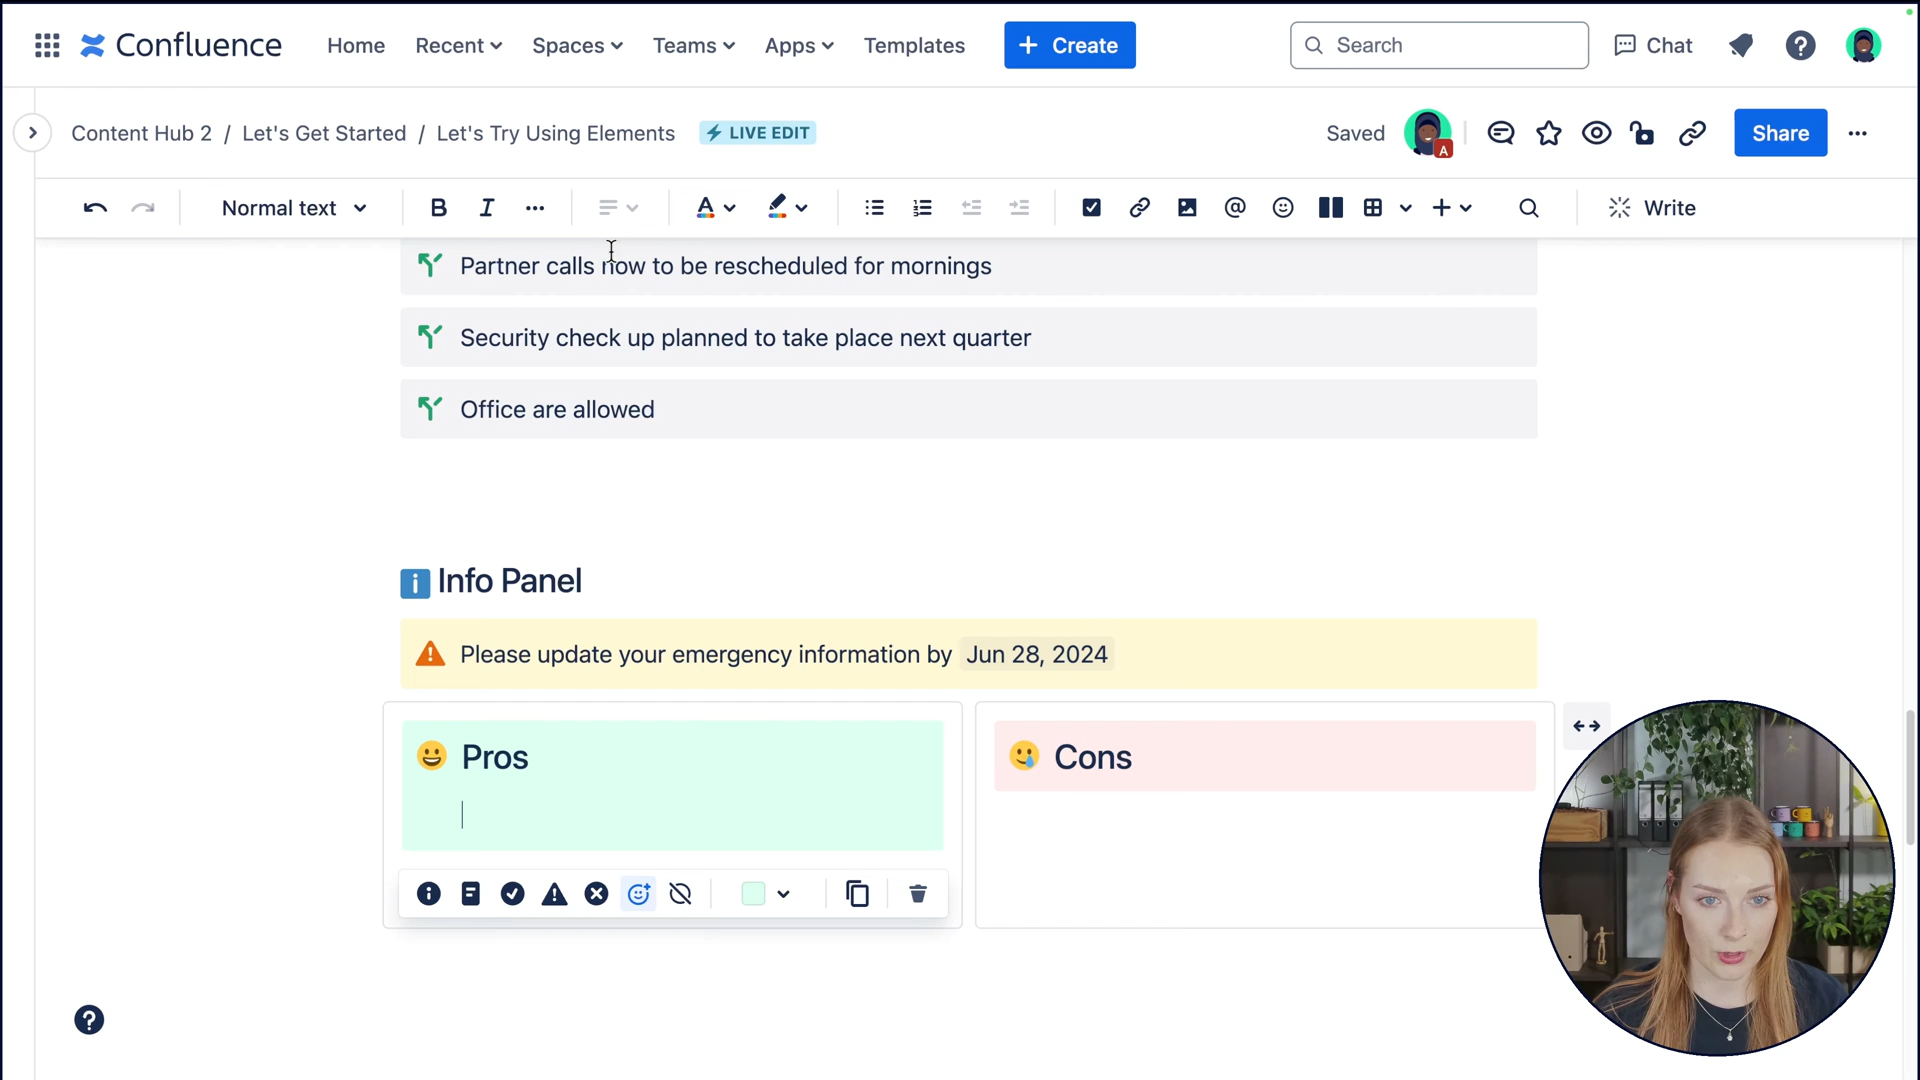 Confluence Home Recent Spaces Teams Apps Templates + Create Search Chat
Content Hub 2 / Let's Get Started / Let's Try Using Elements LIVE EDIT Saved A Share
Normal text B I A Write
Partner calls now to be rescheduled for mornings
Security check up planned to take place next quarter
Office are allowed
Info Panel
Please update your emergency information by Jun 28, 2024
Pros
Cons